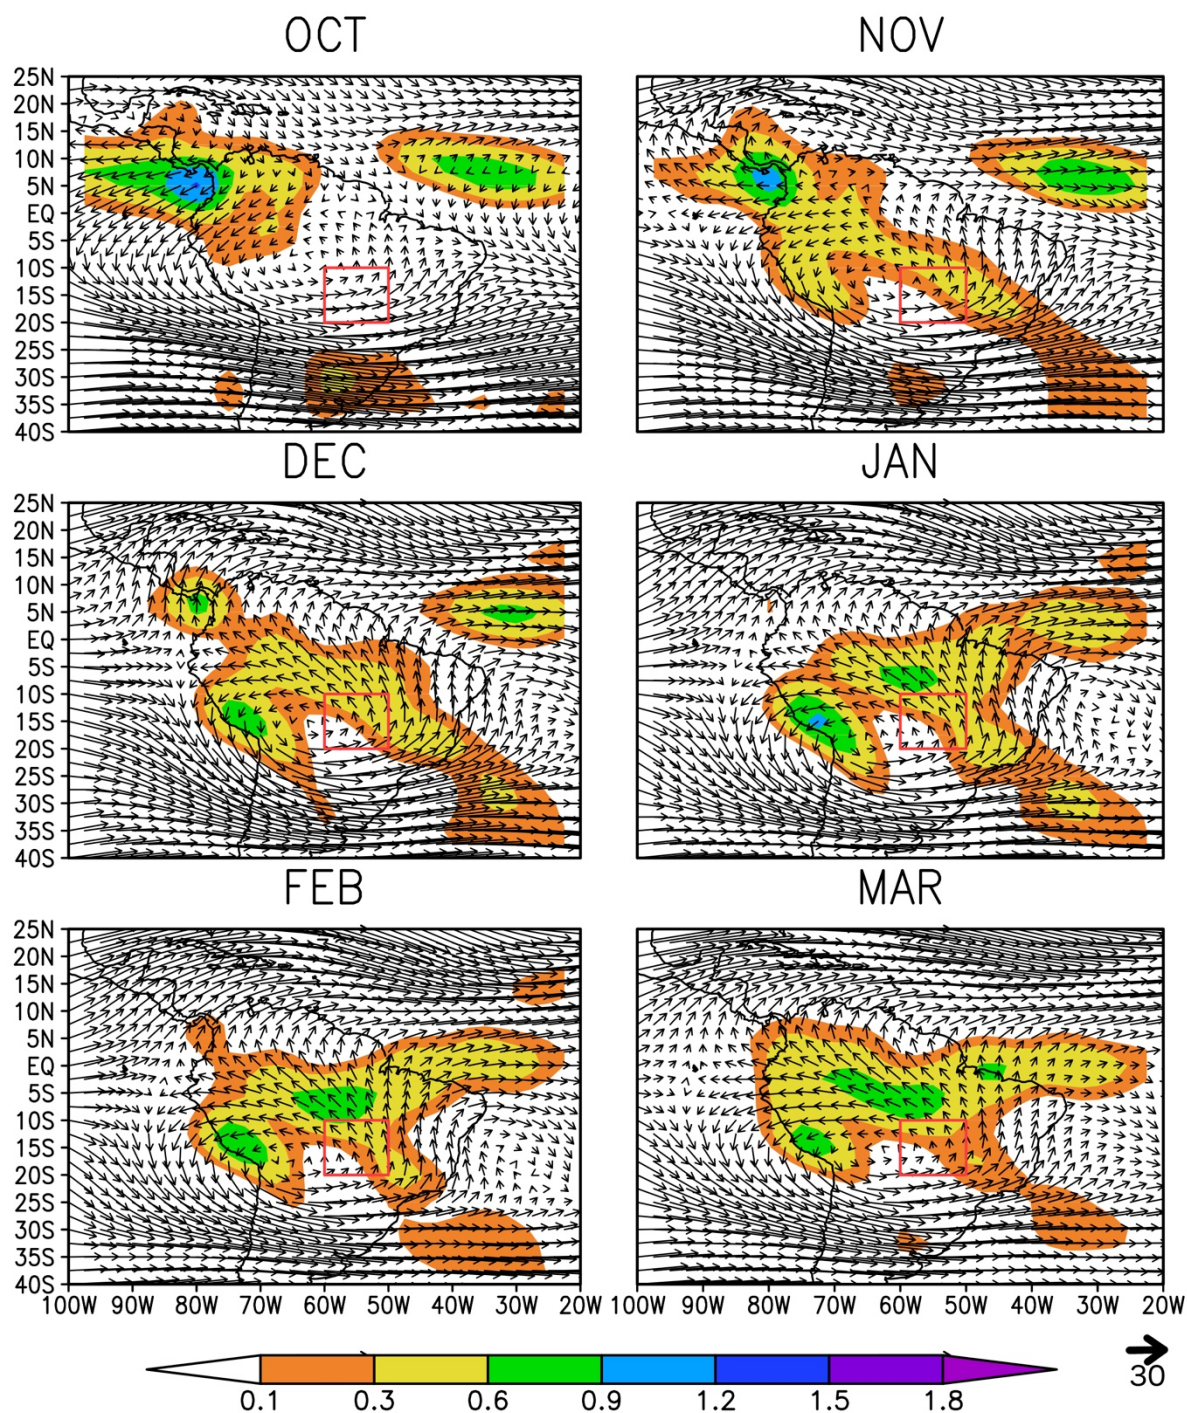 OCT NOV
25N
20N
15N
10N
5N
EQ
5S
10S
15S
20S
25S
30S
35S
40S
DEC JAN
25N
20N
15N
10N
5N
EQ
5S
10S
15S
20S
25S
30S
35S
40S
FEB MAR
25N
20N
15N
10N
5N
EQ
5S
10S
15S
20S
25S
30S
35S
40S
100W 90W 80W 70W 60W 50W 40W 30W 20W 100W 90W 80W 70W 60W 50W 40W 30W 20W
0.1 0.3 0.6 0.9 1.2 1.5 1.8
30